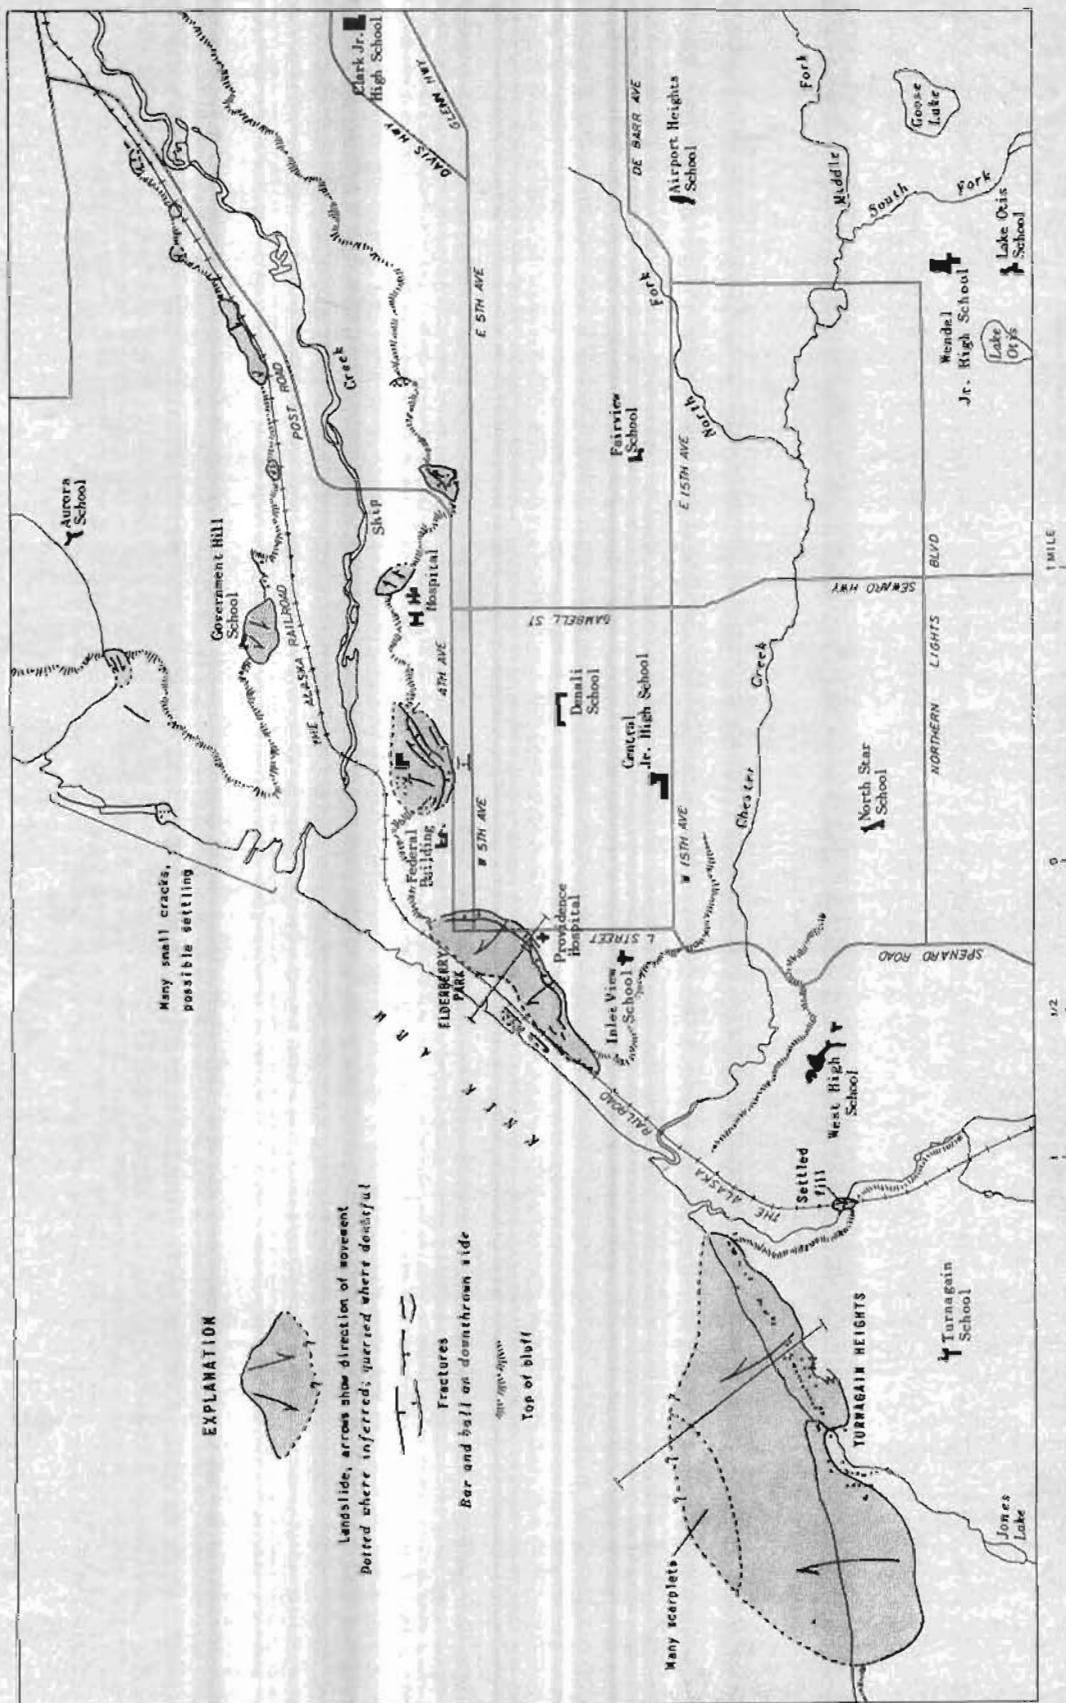 EXPLANATION
Landslide, arrows show direction of movement
Dotted where inferred; queried where doubtful
Fractures
Bar and ball on downthrown side
Top of bluff
Many small cracks,
possible settling
Aurora
School
Government Hill
School
THE ALASKA RAILROAD
POST ROAD
Ship Creek
Clark Jr.
High School
DAVIS HWY
GLENN HWY
Hospital
Federal
Building
4TH AVE
W 5TH AVE
E 5TH AVE
ELDERBERRY
PARK
KNIK ARM
Providence
Hospital
L STREET
GAMBELL ST
Denali
School
Central
Jr. High School
Fairview
School
DE BARR AVE
Airport Heights
School
Inlet View
School
W 15TH AVE
E 15TH AVE
North Fork
Middle Fork
South Fork
Goose
Lake
Chester Creek
THE ALASKA RAILROAD
Settled
fill
West High
School
North Star
School
SPENARD ROAD
NORTHERN LIGHTS BLVD
SEWARD HWY
Wendel
Jr. High School
Lake
Otis
Lake Otis
School
Many scarplets
TURNAGAIN HEIGHTS
Turnagain
School
Jones
Lake
1 1/2 0 1 MILE